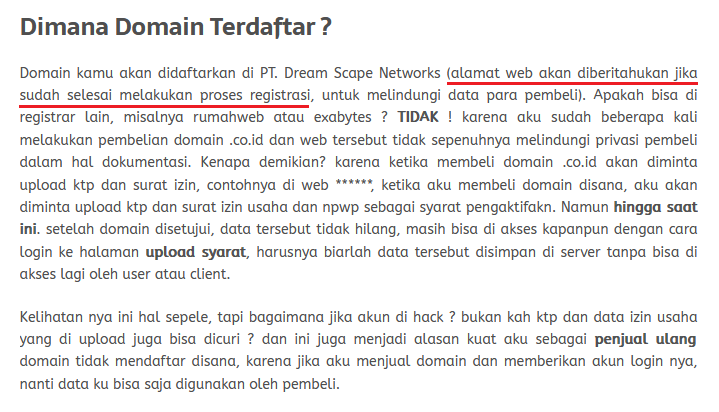 Dimana Domain Terdaftar ?
Domain kamu akan didaftarkan di PT. Dream Scape Networks (alamat web akan diberitahukan jika
sudah selesai melakukan proses registrasi, untuk melindungi data para pembeli). Apakah bisa di
registrar lain, misalnya rumahweb atau exabytes ? TIDAK ! karena aku sudah beberapa kali
melakukan pembelian domain .co.id dan web tersebut tidak sepenuhnya melindungi privasi pembeli
dalam hal dokumentasi. Kenapa demikian? karena ketika membeli domain .co.id akan diminta
upload ktp dan surat izin, contohnya di web ******, ketika aku membeli domain disana, aku akan
diminta upload ktp dan surat izin usaha dan npwp sebagai syarat pengaktifakn. Namun hingga saat
ini. setelah domain disetujui, data tersebut tidak hilang, masih bisa di akses kapanpun dengan cara
login ke halaman upload syarat, harusnya biarlah data tersebut disimpan di server tanpa bisa di
akses lagi oleh user atau client.
Kelihatan nya ini hal sepele, tapi bagaimana jika akun di hack ? bukan kah ktp dan data izin usaha
yang di upload juga bisa dicuri ? dan ini juga menjadi alasan kuat aku sebagai penjual ulang
domain tidak mendaftar disana, karena jika aku menjual domain dan memberikan akun login nya,
nanti data ku bisa saja digunakan oleh pembeli.